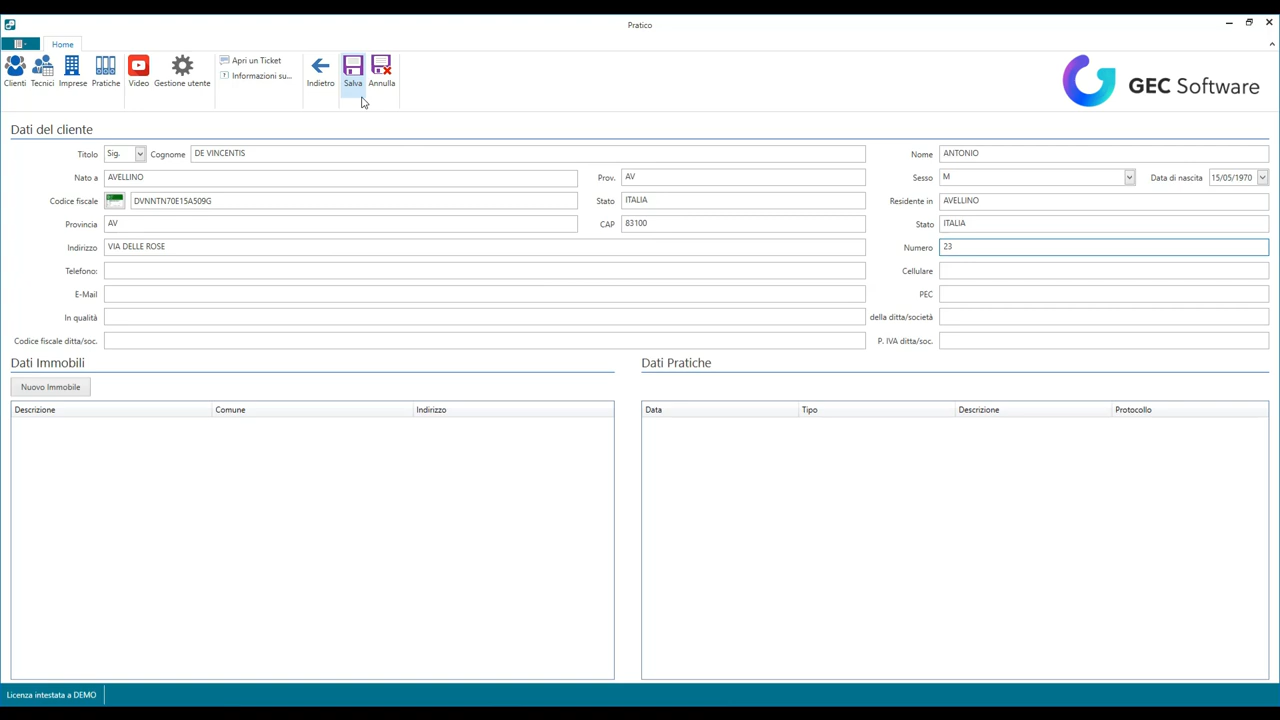 Pratico
Home
Clienti Tecnici Imprese Pratiche Video Gestione utente
Apri un Ticket
Informazioni su...
Indietro Salva Annulla
GEC Software
Dati del cliente
Titolo Sig. Cognome DE VINCENTIS Nome ANTONIO
Nato a AVELLINO Prov. AV Sesso M Data di nascita 15/05/1970
Codice fiscale DVNNTN70E15A509G Stato ITALIA Residente in AVELLINO
Provincia AV CAP 83100 Stato ITALIA
Indirizzo VIA DELLE ROSE Numero 23
Telefono: Cellulare
E-Mail PEC
In qualità della ditta/società
Codice fiscale ditta/soc. P. IVA ditta/soc.
Dati Immobili Dati Pratiche
Nuovo Immobile
Descrizione Comune Indirizzo Data Tipo Descrizione Protocollo
Licenza intestata a DEMO